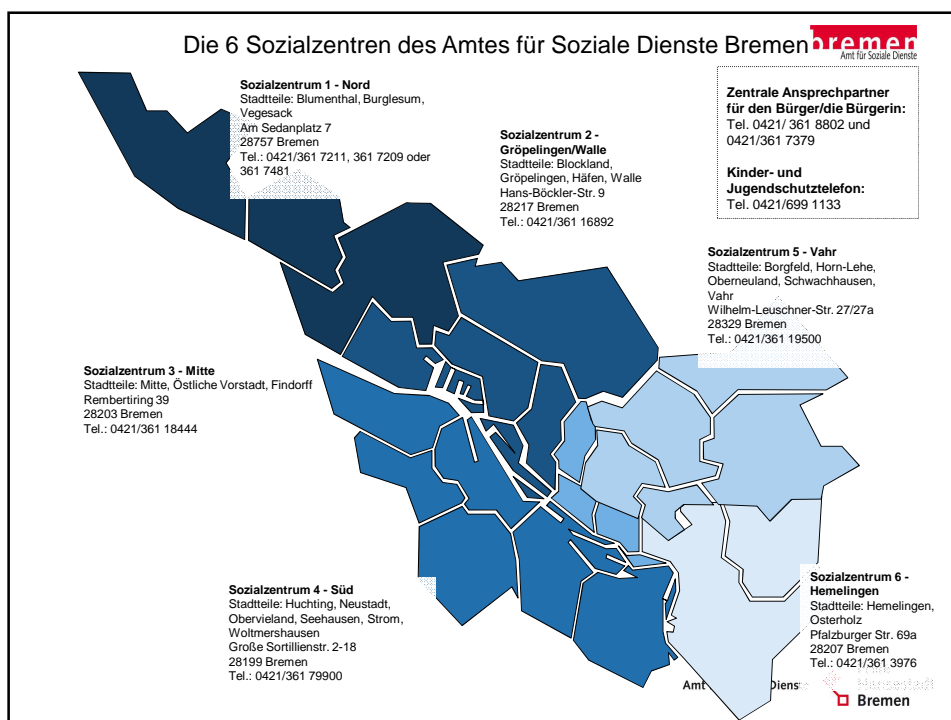 Die 6 Sozialzentren des Amtes für Soziale Dienste Bremen
bremen
Amt für Soziale Dienste
Zentrale Ansprechpartner
für den Bürger/die Bürgerin:
Tel. 0421/ 361 8802 und
0421/361 7379
Kinder- und
Jugendschutztelefon:
Tel. 0421/699 1133
Sozialzentrum 1 - Nord
Stadtteile: Blumenthal, Burglesum,
Vegesack
Am Sedanplatz 7
28757 Bremen
Tel.: 0421/361 7211, 361 7209 oder
361 7481
Sozialzentrum 2 -
Gröpelingen/Walle
Stadtteile: Blockland,
Gröpelingen, Häfen, Walle
Hans-Böckler-Str. 9
28217 Bremen
Tel.: 0421/361 16892
Sozialzentrum 5 - Vahr
Stadtteile: Borgfeld, Horn-Lehe,
Oberneuland, Schwachhausen,
Vahr
Wilhelm-Leuschner-Str. 27/27a
28329 Bremen
Tel.: 0421/361 19500
Sozialzentrum 3 - Mitte
Stadtteile: Mitte, Östliche Vorstadt, Findorff
Rembertiring 39
28203 Bremen
Tel.: 0421/361 18444
Sozialzentrum 4 - Süd
Stadtteile: Huchting, Neustadt,
Obervieland, Seehausen, Strom,
Woltmershausen
Große Sortillienstr. 2-18
28199 Bremen
Tel.: 0421/361 79900
Sozialzentrum 6 -
Hemelingen
Stadtteile: Hemelingen,
Osterholz
Pfalzburger Str. 69a
28207 Bremen
Tel.: 0421/361 3976
Amt Dienste
Hansestadt
Bremen